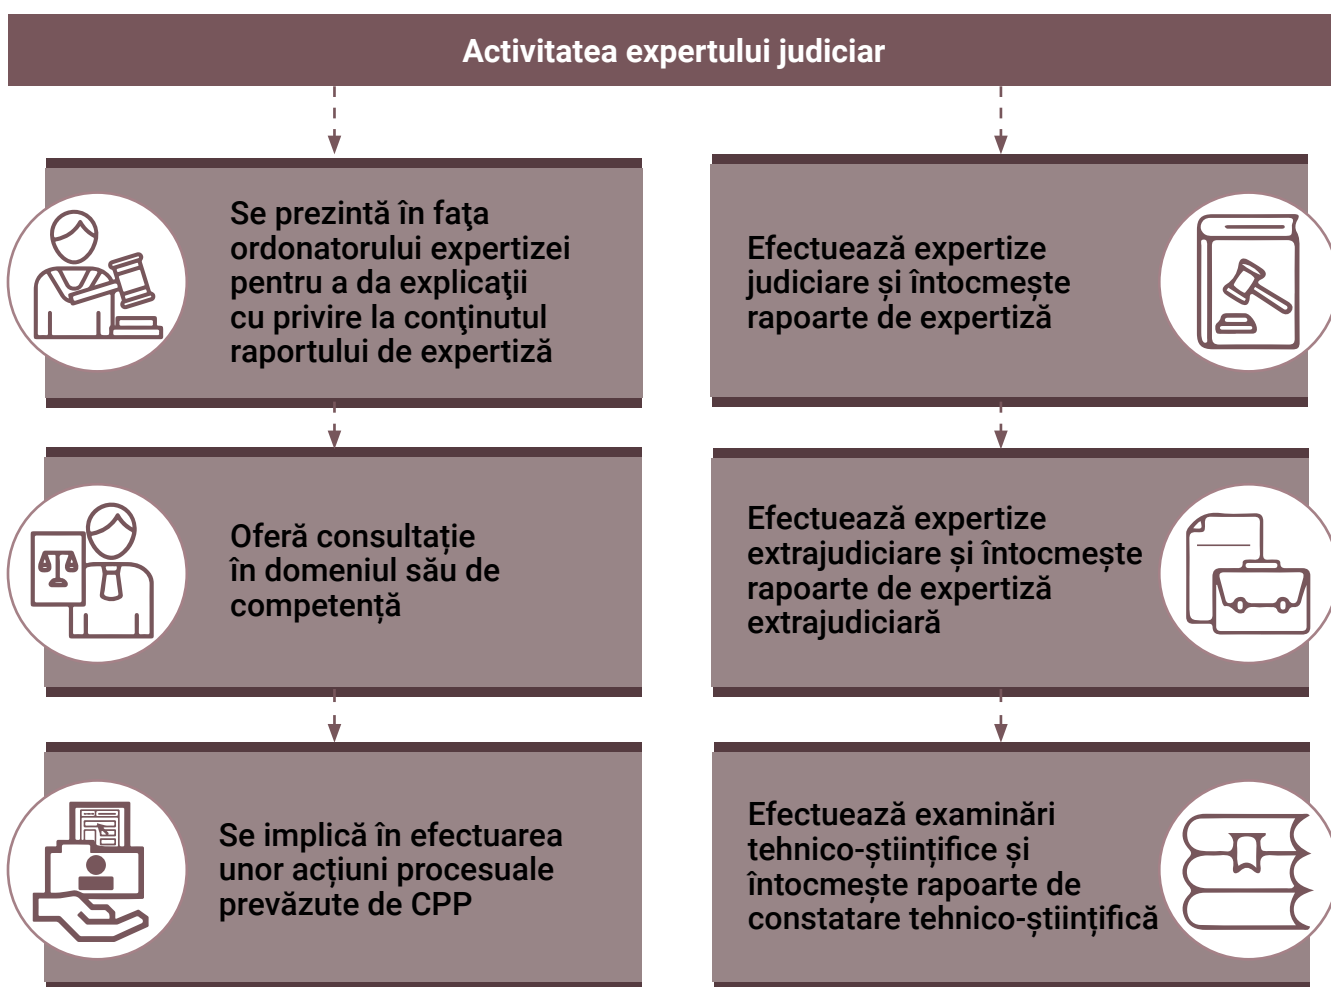 Activitatea expertului judiciar
Se prezintă în faţa
ordonatorului expertizei
pentru a da explicaţii
cu privire la conţinutul
raportului de expertiză
Oferă consultație
în domeniul său de
competență
Se implică în efectuarea
unor acțiuni procesuale
prevăzute de CPP
Efectuează expertize
judiciare și întocmește
rapoarte de expertiză
Efectuează expertize
extrajudiciare și întocmește
rapoarte de expertiză
extrajudiciară
Efectuează examinări
tehnico-științifice și
întocmește rapoarte de
constatare tehnico-științifică